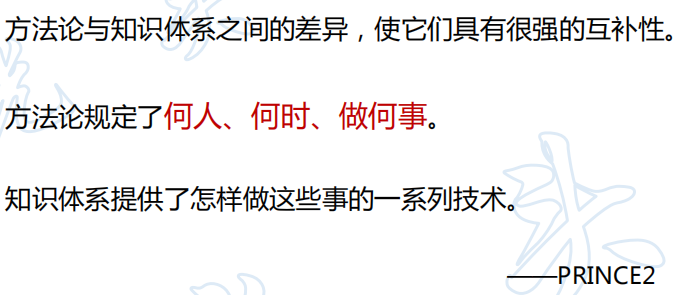 方法论与知识体系之间的差异，使它们具有很强的互补性。
方法论规定了何人、何时、做何事。
知识体系提供了怎样做这些事的一系列技术。
——PRINCE2